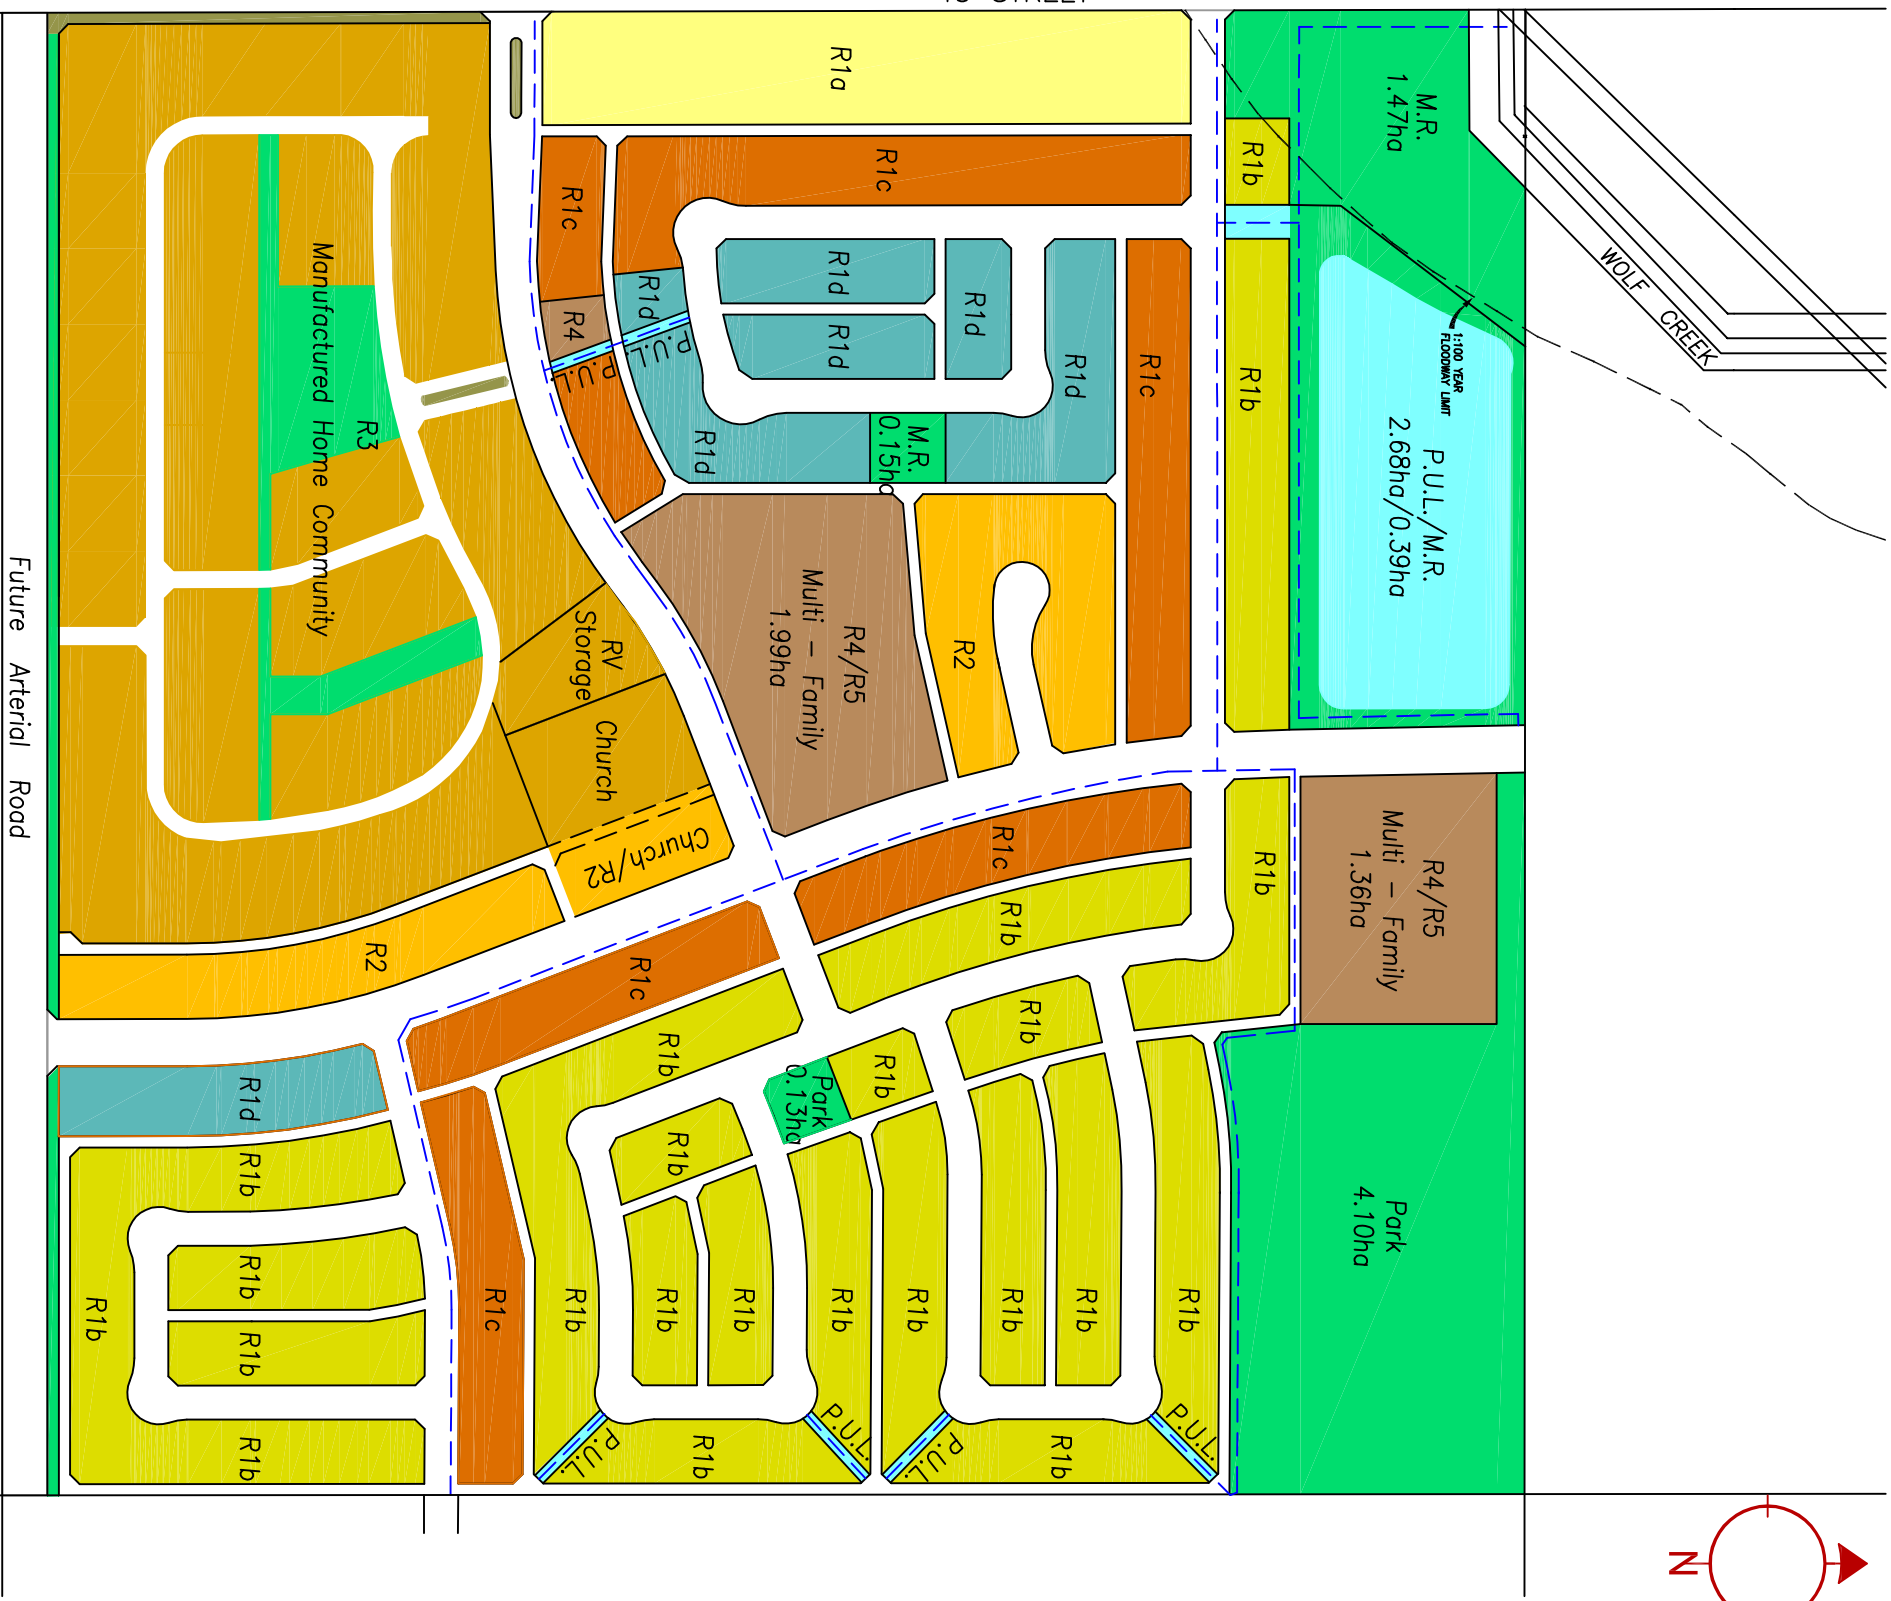 R1a
M.R.
1.47ha
R1b
R1c
R1c
R1d
R1d
R1d
R1d
R1d
R1c
R1b
R4
P.U.L.
P.U.L.
R1d
M.R.
0.15ha
WOLF CREEK
1:100 YEAR
FLOODWAY LIMIT
P.U.L./M.R.
2.68ha/0.39ha
Manufactured Home Community
R3
RV
Storage
Church
Church/R2
R4/R5
Multi - Family
1.99ha
R2
Future Arterial Road
R2
R1c
R1b
R1b
R4/R5
Multi - Family
1.36ha
R1c
R1b
R1b
R1b
Park
0.13ha
R1b
R1d
R1b
R1b
R1b
R1b
R1b
R1c
R1b
R1b
R1b
R1b
R1b
R1b
R1b
R1b
Park
4.10ha
P.U.L.
R1b
P.U.L.
P.U.L.
R1b
P.U.L.
N